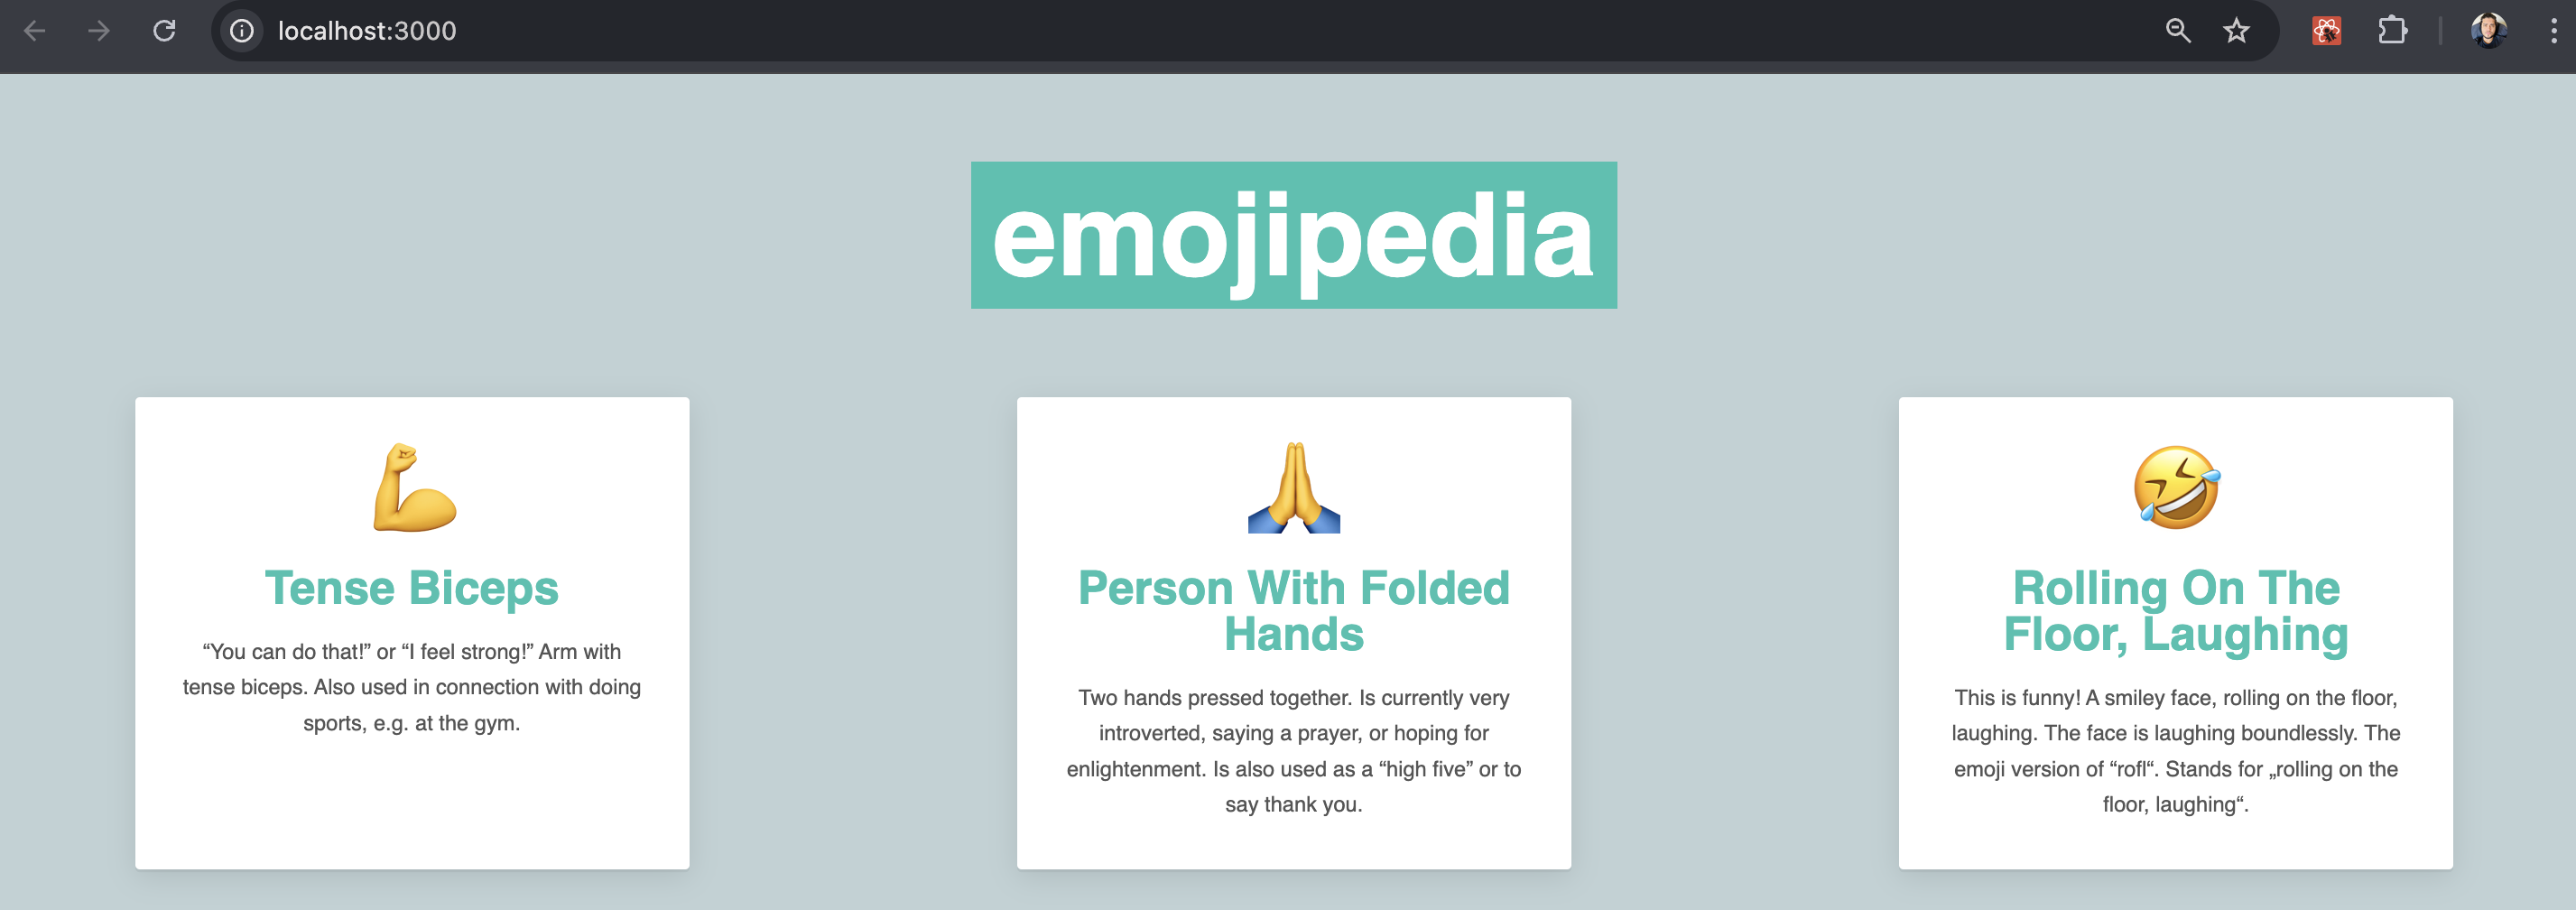 localhost:3000
emojipedia
Tense Biceps
“You can do that!” or “I feel strong!” Arm with
tense biceps. Also used in connection with doing
sports, e.g. at the gym.
Person With Folded
Hands
Two hands pressed together. Is currently very
introverted, saying a prayer, or hoping for
enlightenment. Is also used as a “high five” or to
say thank you.
Rolling On The
Floor, Laughing
This is funny! A smiley face, rolling on the floor,
laughing. The face is laughing boundlessly. The
emoji version of “rofl“. Stands for „rolling on the
floor, laughing“.